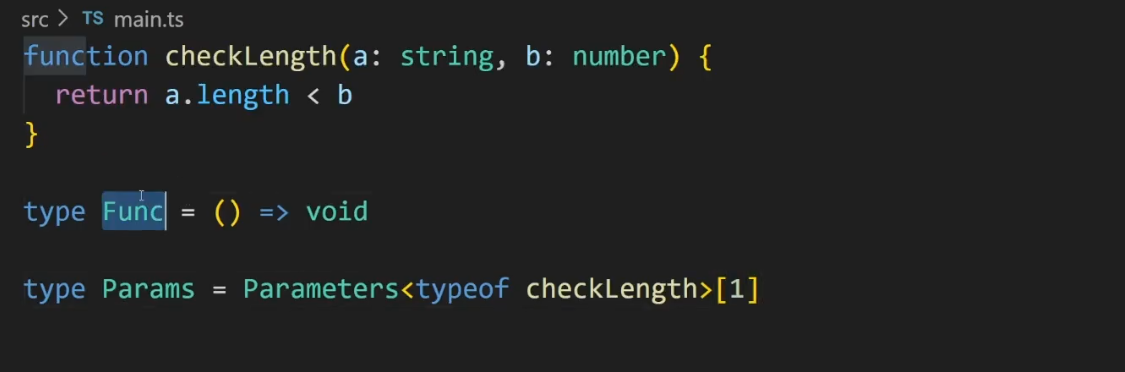 src > TS main.ts
function checkLength(a: string, b: number) {
  return a.length < b
}
type Func = () => void
type Params = Parameters<typeof checkLength>[1]